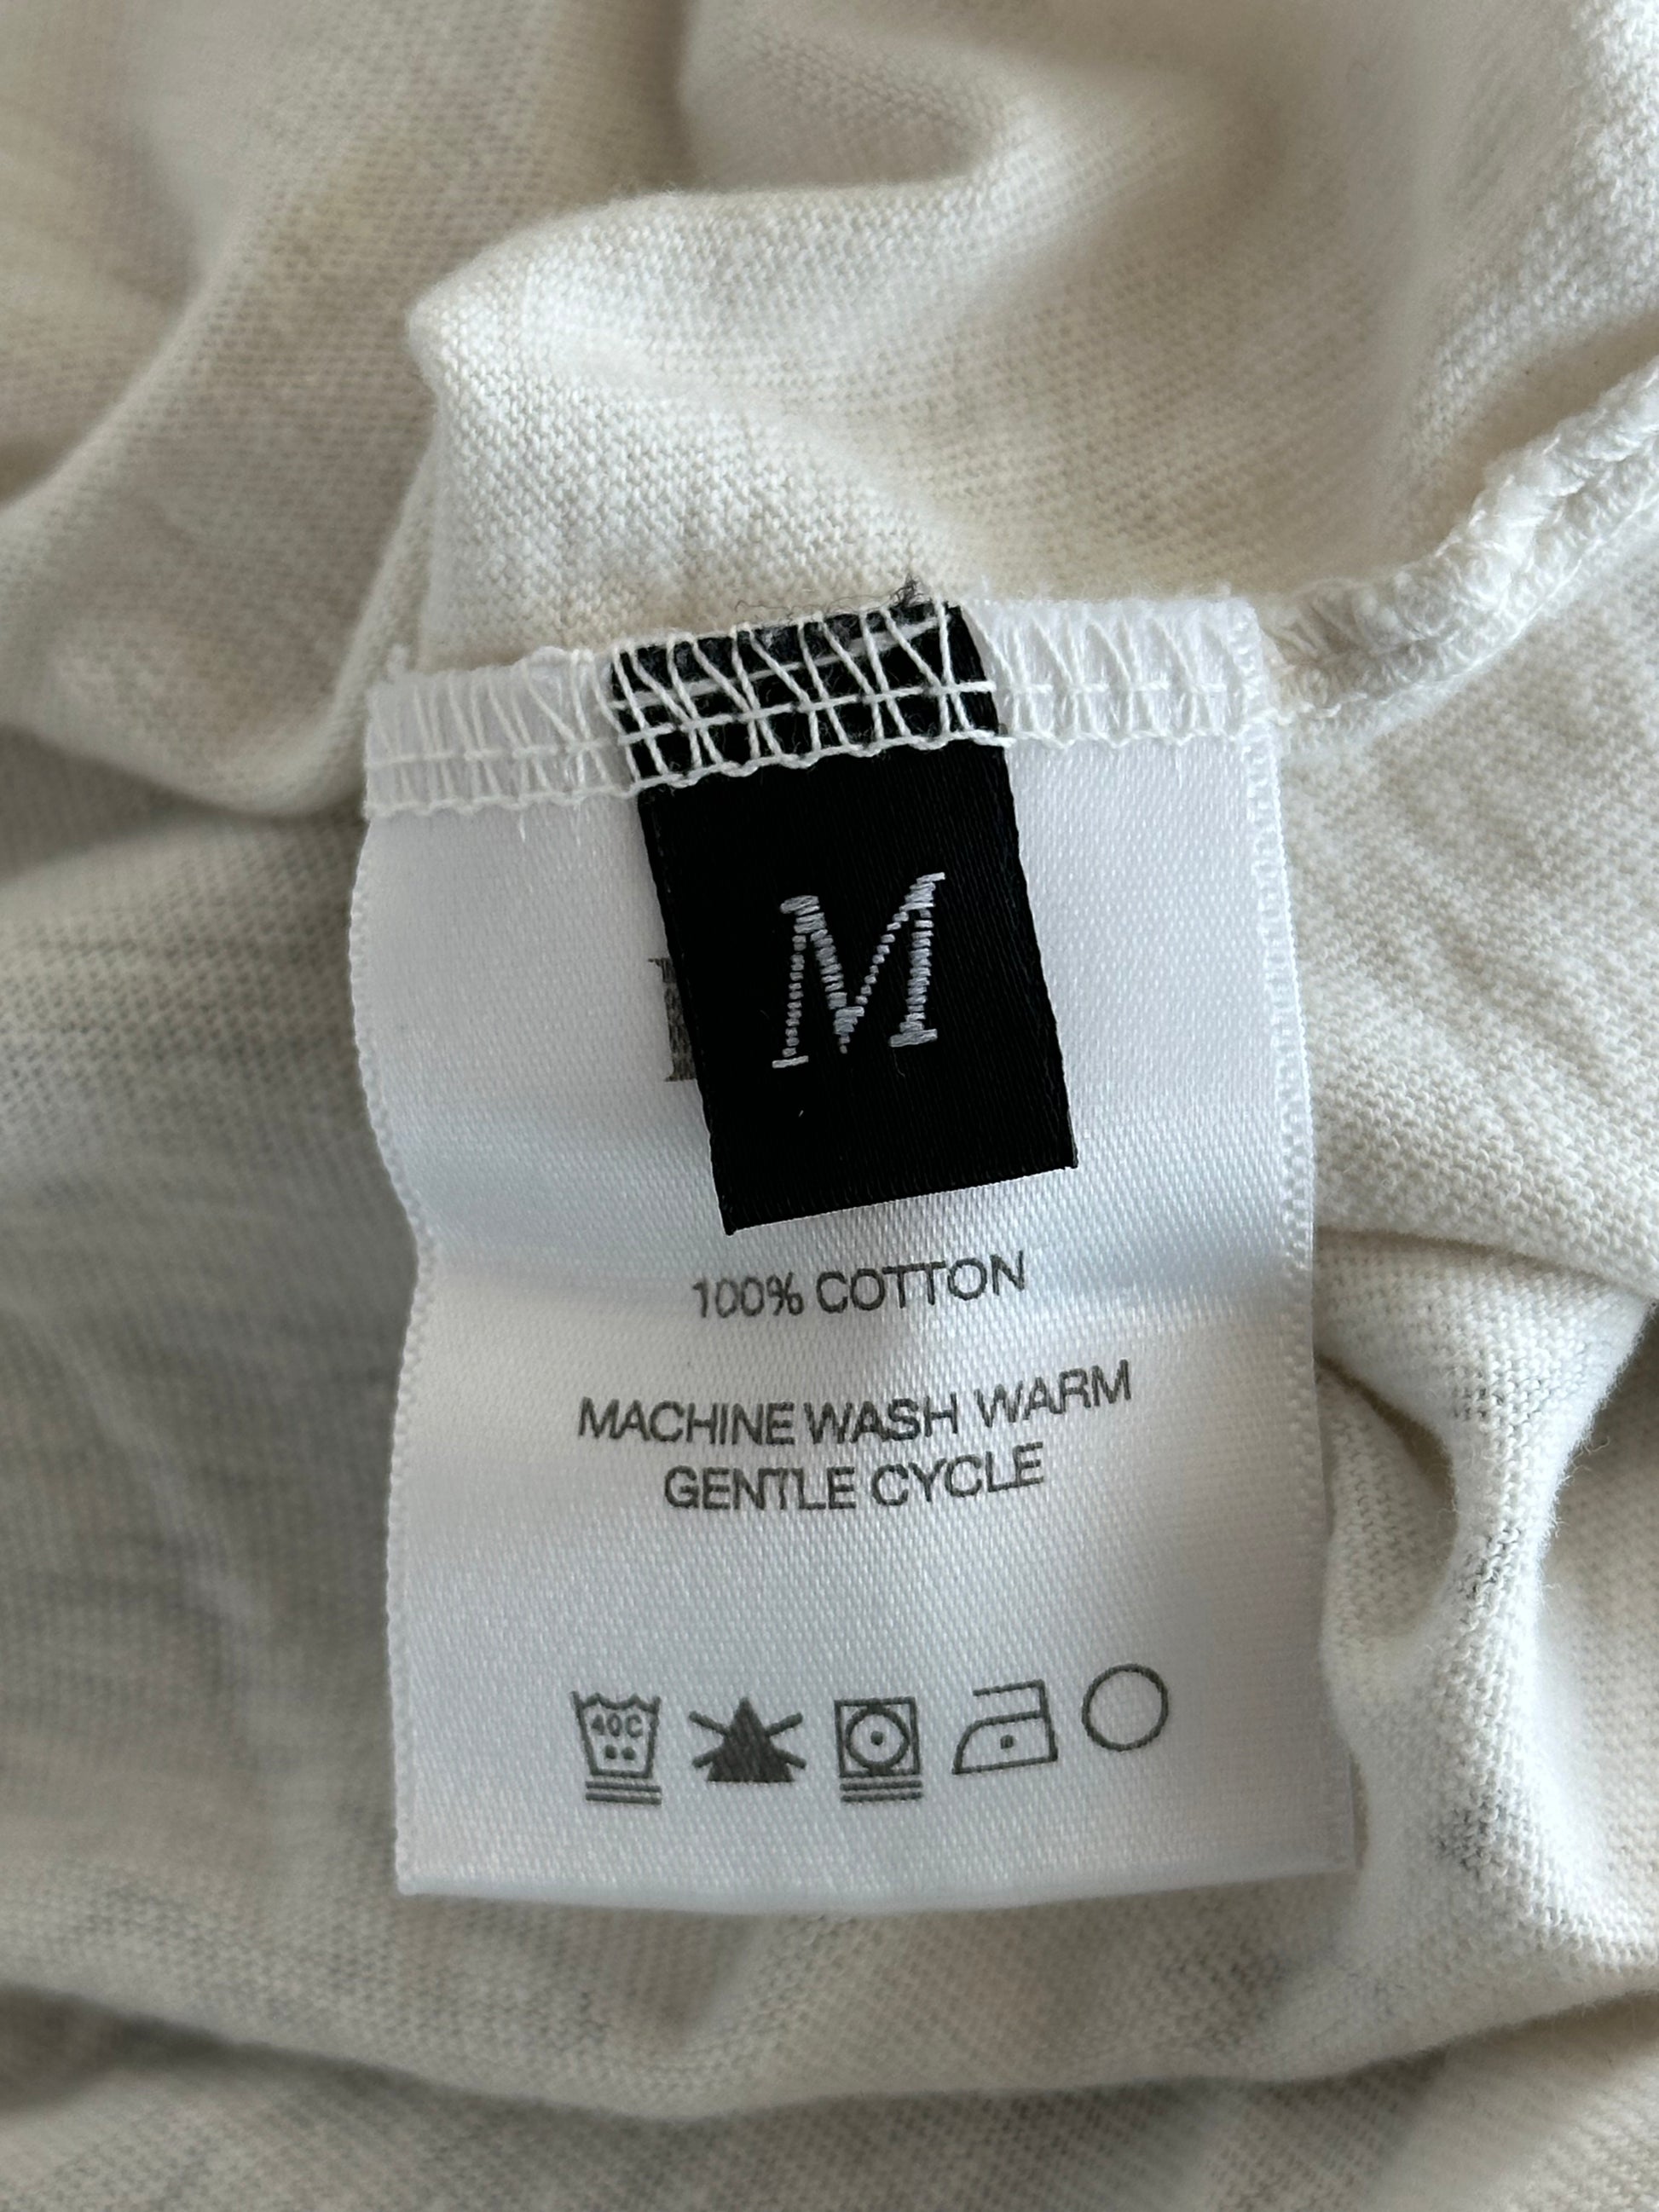 M
100% COTTON
MACHINE WASH WARM
GENTLE CYCLE
40C